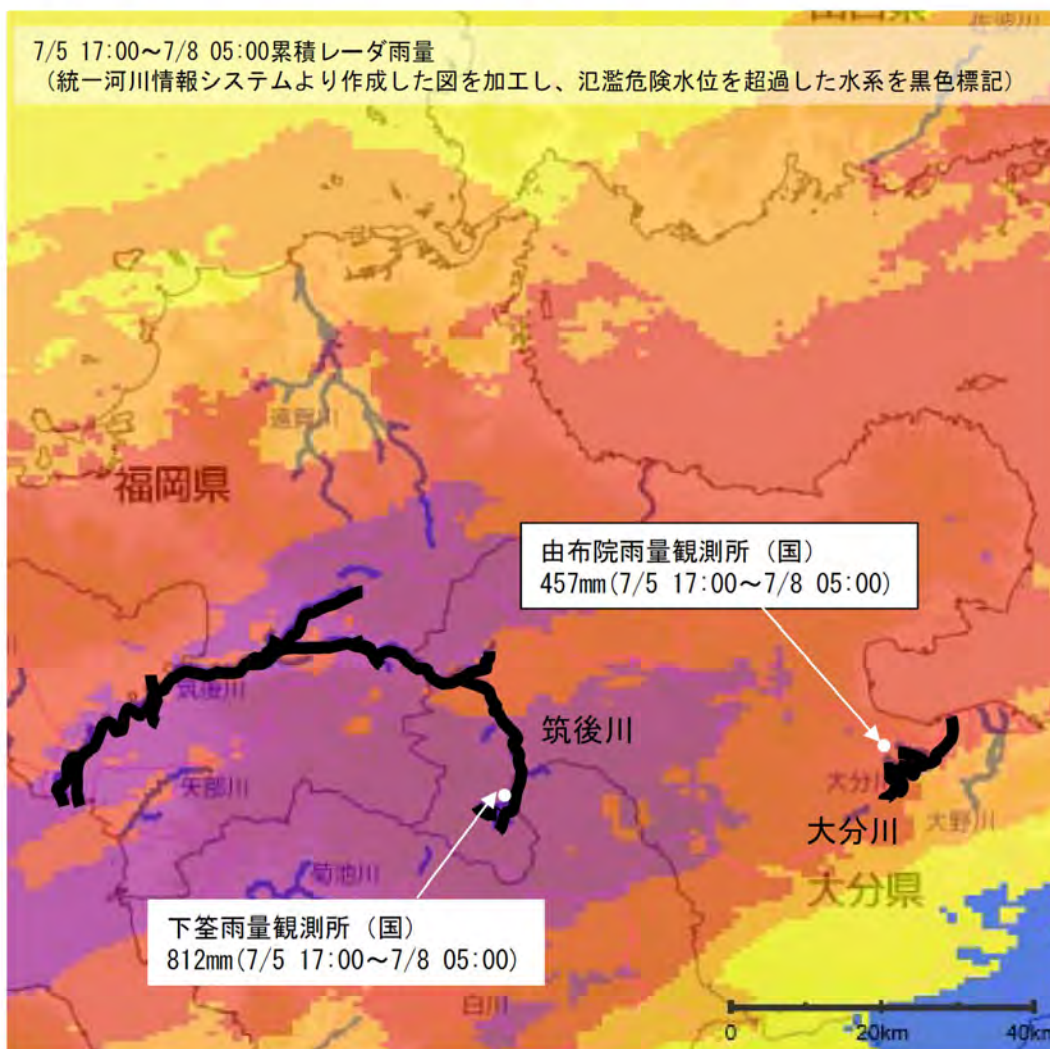 山口県
佐波川
7/5 17:00～7/8 05:00累積レーダ雨量
（統一河川情報システムより作成した図を加工し、氾濫危険水位を超過した水系を黒色標記）
遠賀川
福岡県
由布院雨量観測所（国）
457mm(7/5 17:00～7/8 05:00)
筑後川
筑後川
矢部川
大分川
大分川
大野川
菊池川
大分県
下筌雨量観測所（国）
812mm(7/5 17:00～7/8 05:00)
白川
0 20km 40km